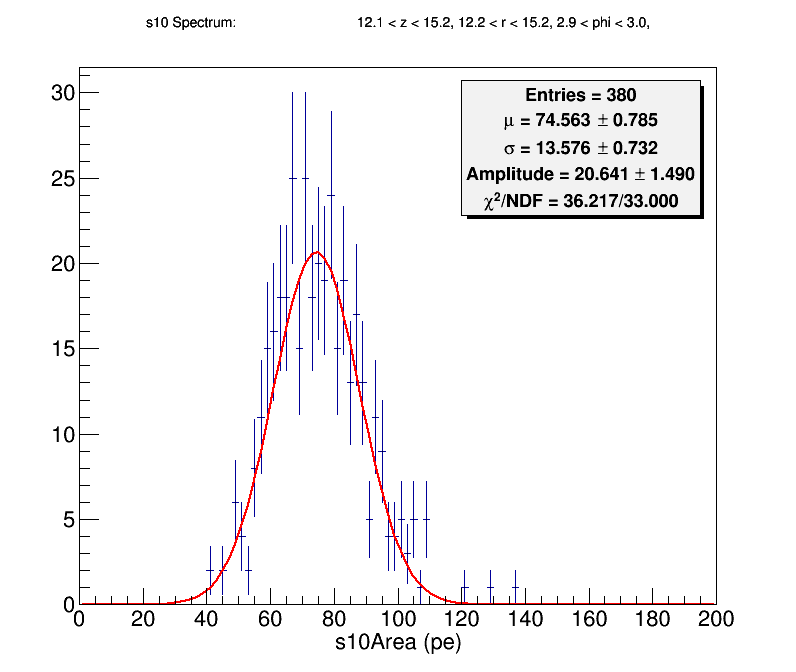 s10 Spectrum: 12.1 < z < 15.2, 12.2 < r < 15.2, 2.9 < phi < 3.0,
Entries = 380
μ = 74.563 ± 0.785
σ = 13.576 ± 0.732
Amplitude = 20.641 ± 1.490
χ²/NDF = 36.217/33.000
30
25
20
15
10
5
0
0 20 40 60 80 100 120 140 160 180 200
s10Area (pe)